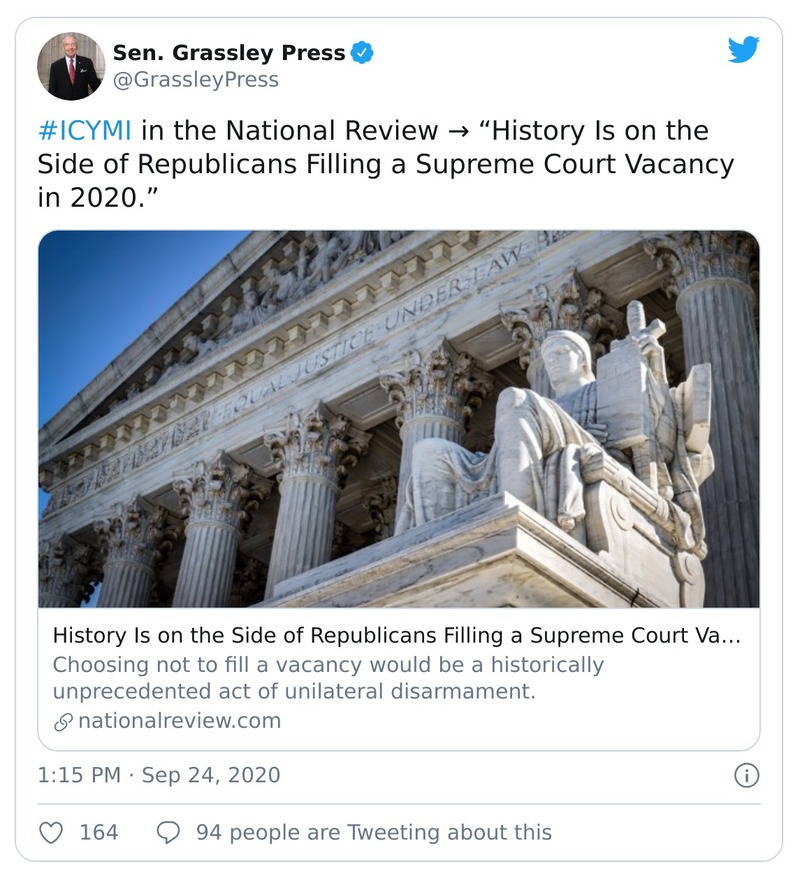 Sen. Grassley Press
@GrassleyPress
#ICYMI in the National Review → “History Is on the
Side of Republicans Filling a Supreme Court Vacancy
in 2020.”
EQUAL JUSTICE UNDER LAW
History Is on the Side of Republicans Filling a Supreme Court Va...
Choosing not to fill a vacancy would be a historically
unprecedented act of unilateral disarmament.
nationalreview.com
1:15 PM · Sep 24, 2020
164 94 people are Tweeting about this